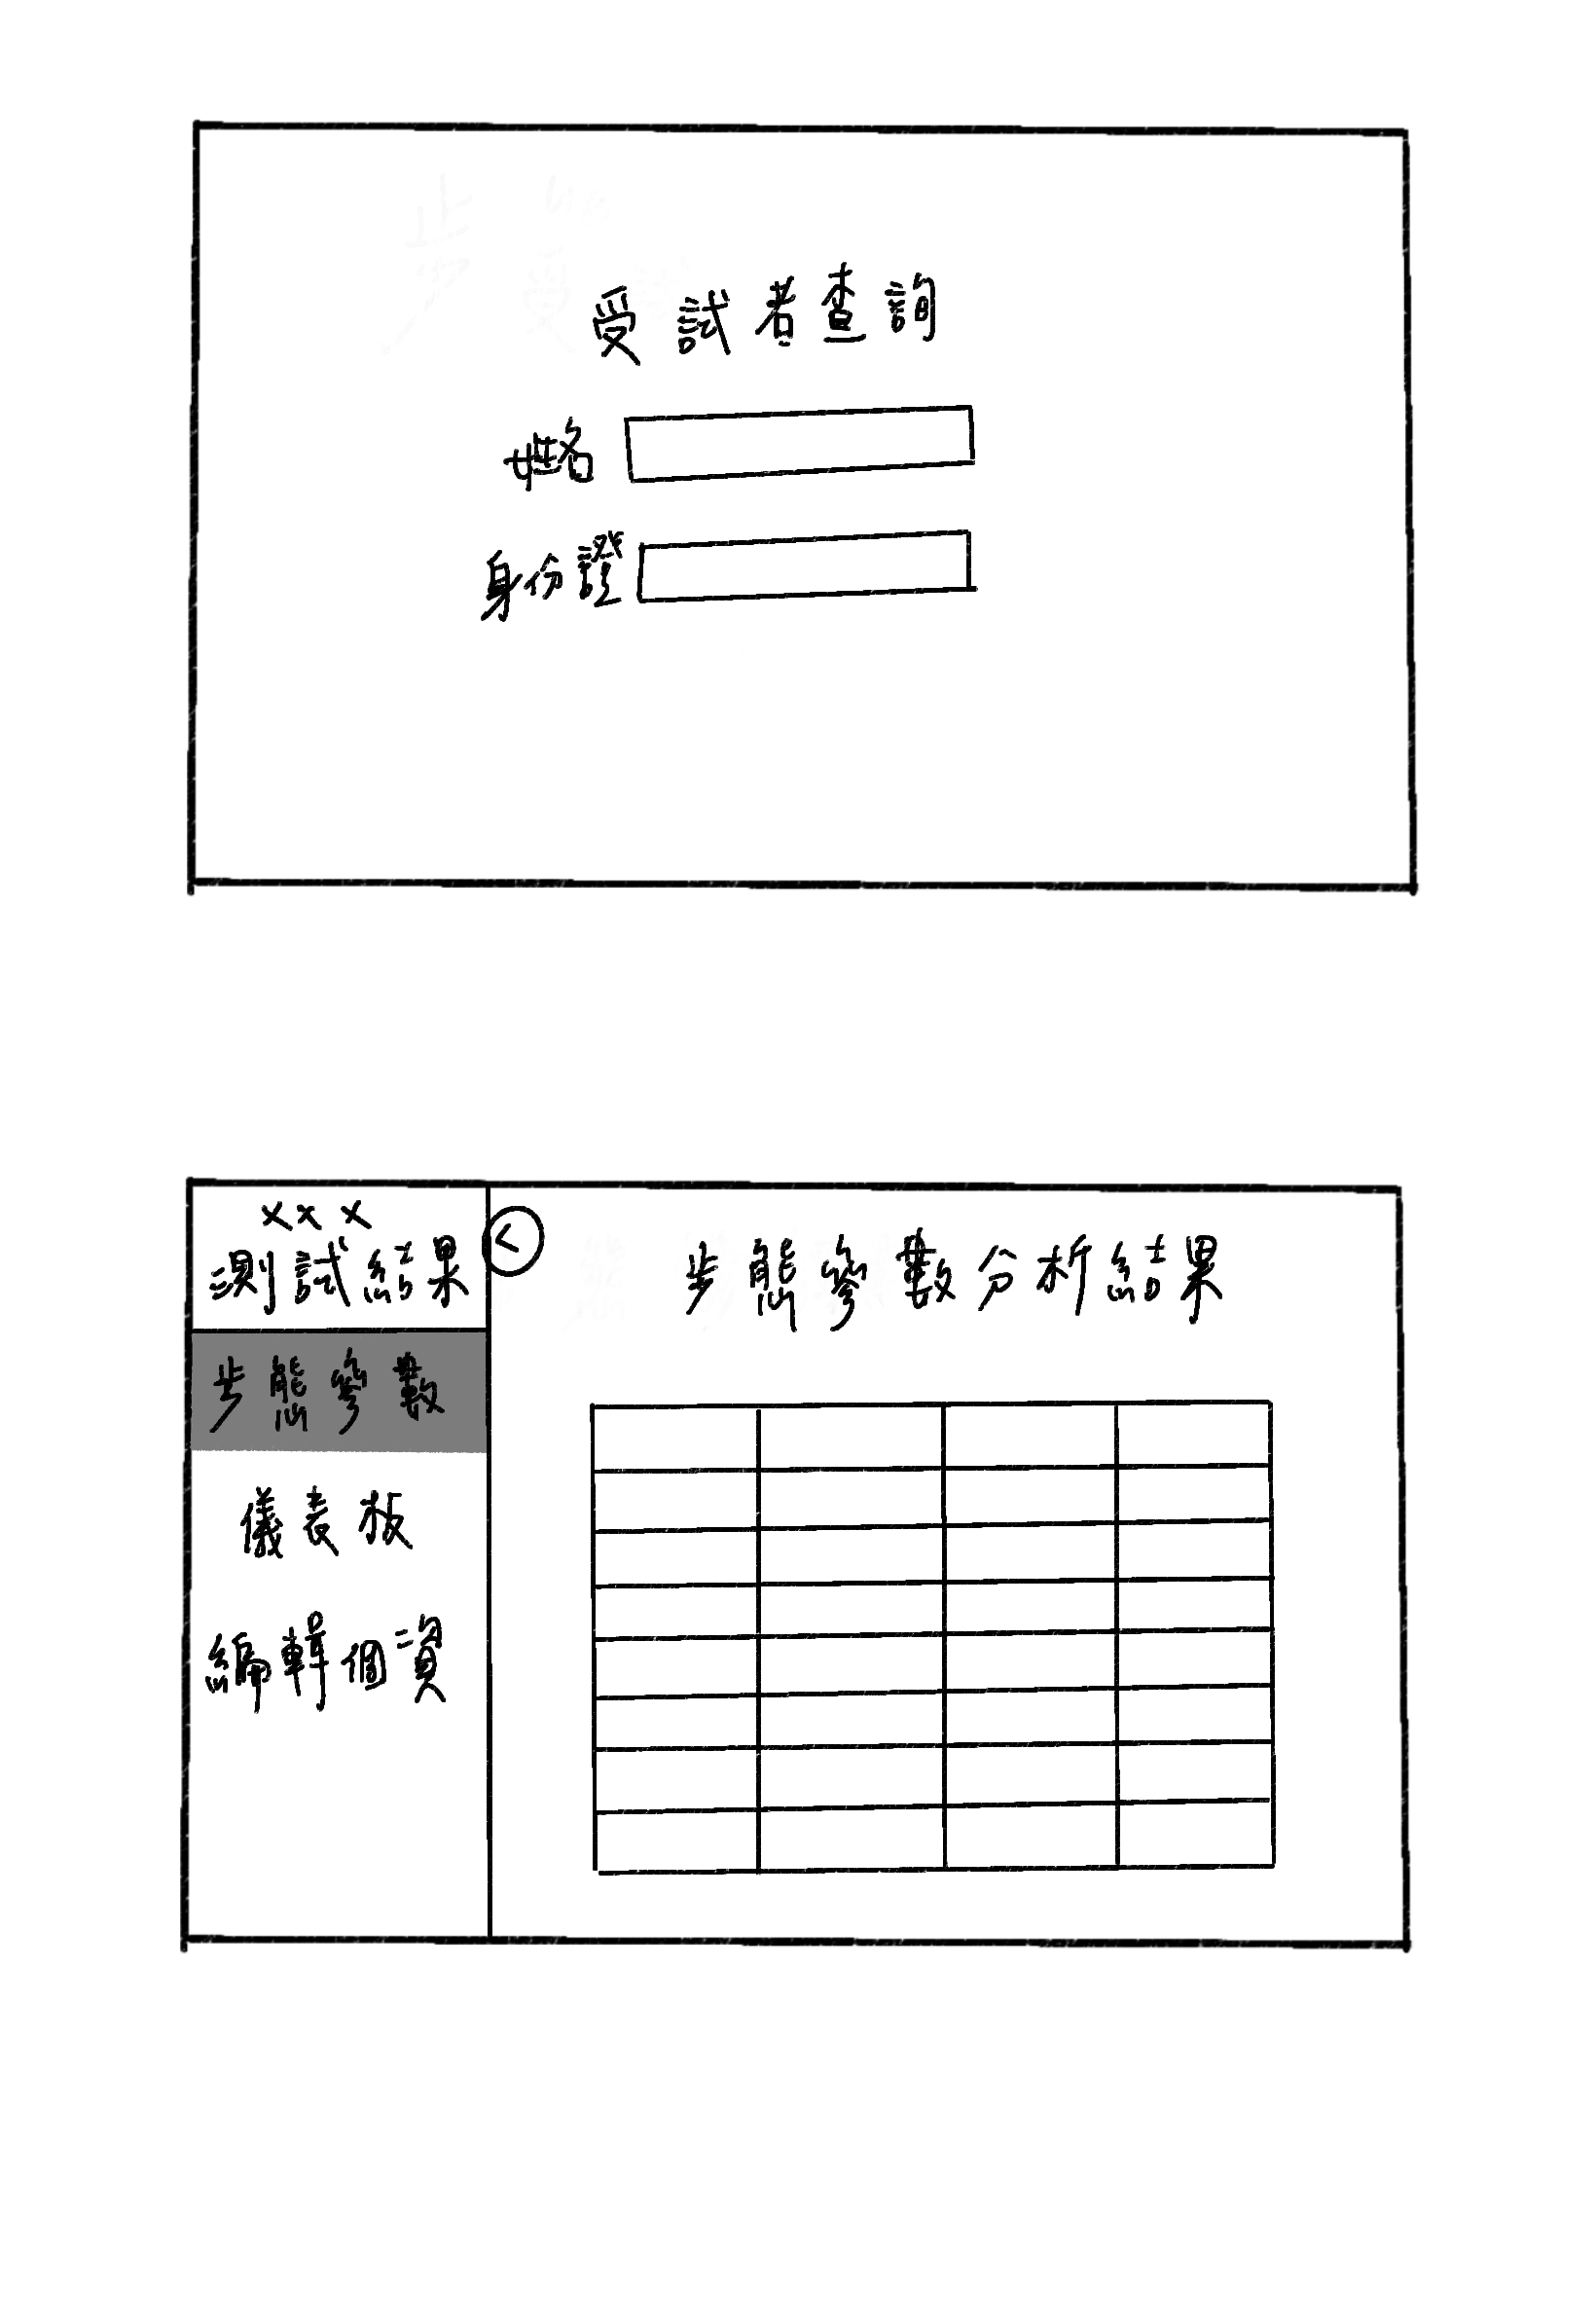 受試者查詢
姓名
身份證
xxx
測試結果
<
步態參數分析結果
步態參數
儀表板
編輯個資